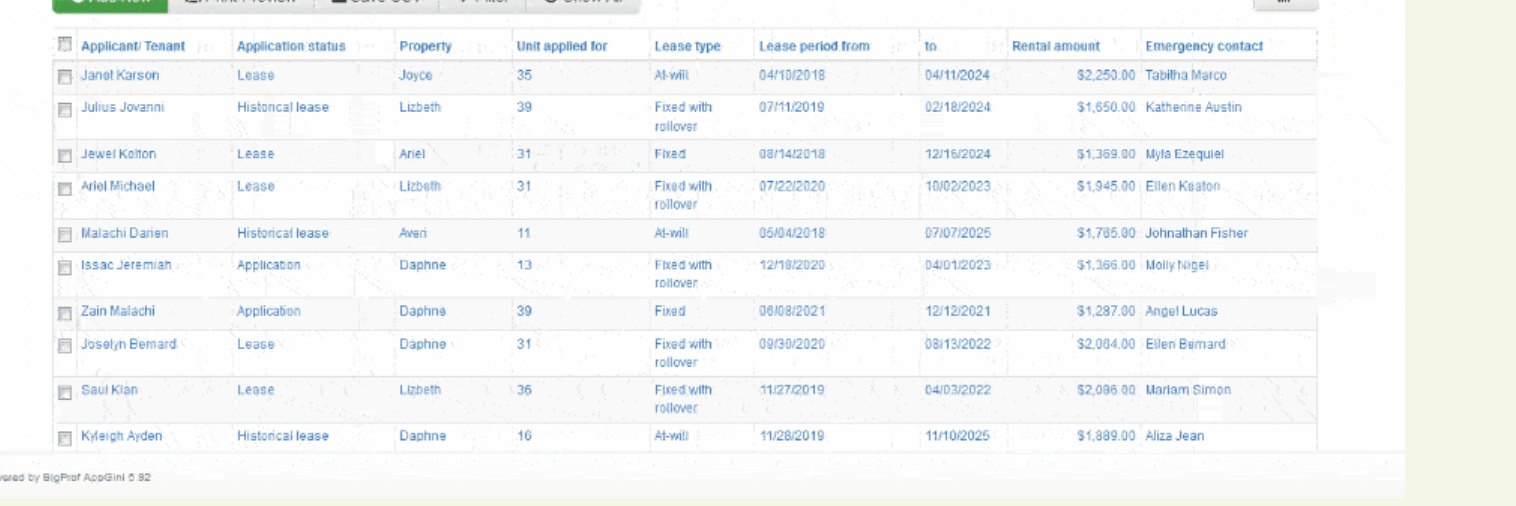 Add New Print Preview Save CSV Filter Show All
Applicant/ Tenant Application status Property Unit applied for Lease type Lease period from to Rental amount Emergency contact
Janet Karson Lease Joyce 35 At-will 04/10/2018 04/11/2024 $2,250.00 Tabitha Marco
Julius Jovanni Historical lease Lizbeth 39 Fixed with 07/11/2019 02/18/2024 $1,650.00 Katherine Austin
rollover
Jewel Kolton Lease Ariel 31 Fixed 08/14/2018 12/16/2024 $1,369.00 Myla Ezequiel
Ariel Michael Lease Lizbeth 31 Fixed with 07/22/2020 10/02/2023 $1,945.00 Ellen Keaton
rollover
Malachi Darien Historical lease Averi 11 At-will 05/04/2018 07/07/2025 $1,765.00 Johnathan Fisher
Issac Jeremiah Application Daphne 13 Fixed with 12/18/2020 04/01/2023 $1,366.00 Molly Nigel
rollover
Zain Malachi Application Daphne 39 Fixed 06/08/2021 12/12/2021 $1,287.00 Angel Lucas
Joselyn Bernard Lease Daphne 31 Fixed with 09/30/2020 08/13/2022 $2,064.00 Ellen Bernard
rollover
Saul Kian Lease Lizbeth 36 Fixed with 11/27/2019 04/03/2022 $2,086.00 Mariam Simon
rollover
Kyleigh Ayden Historical lease Daphne 16 At-will 11/28/2019 11/10/2025 $1,889.00 Aliza Jean
by BigProf AppGini 5.92